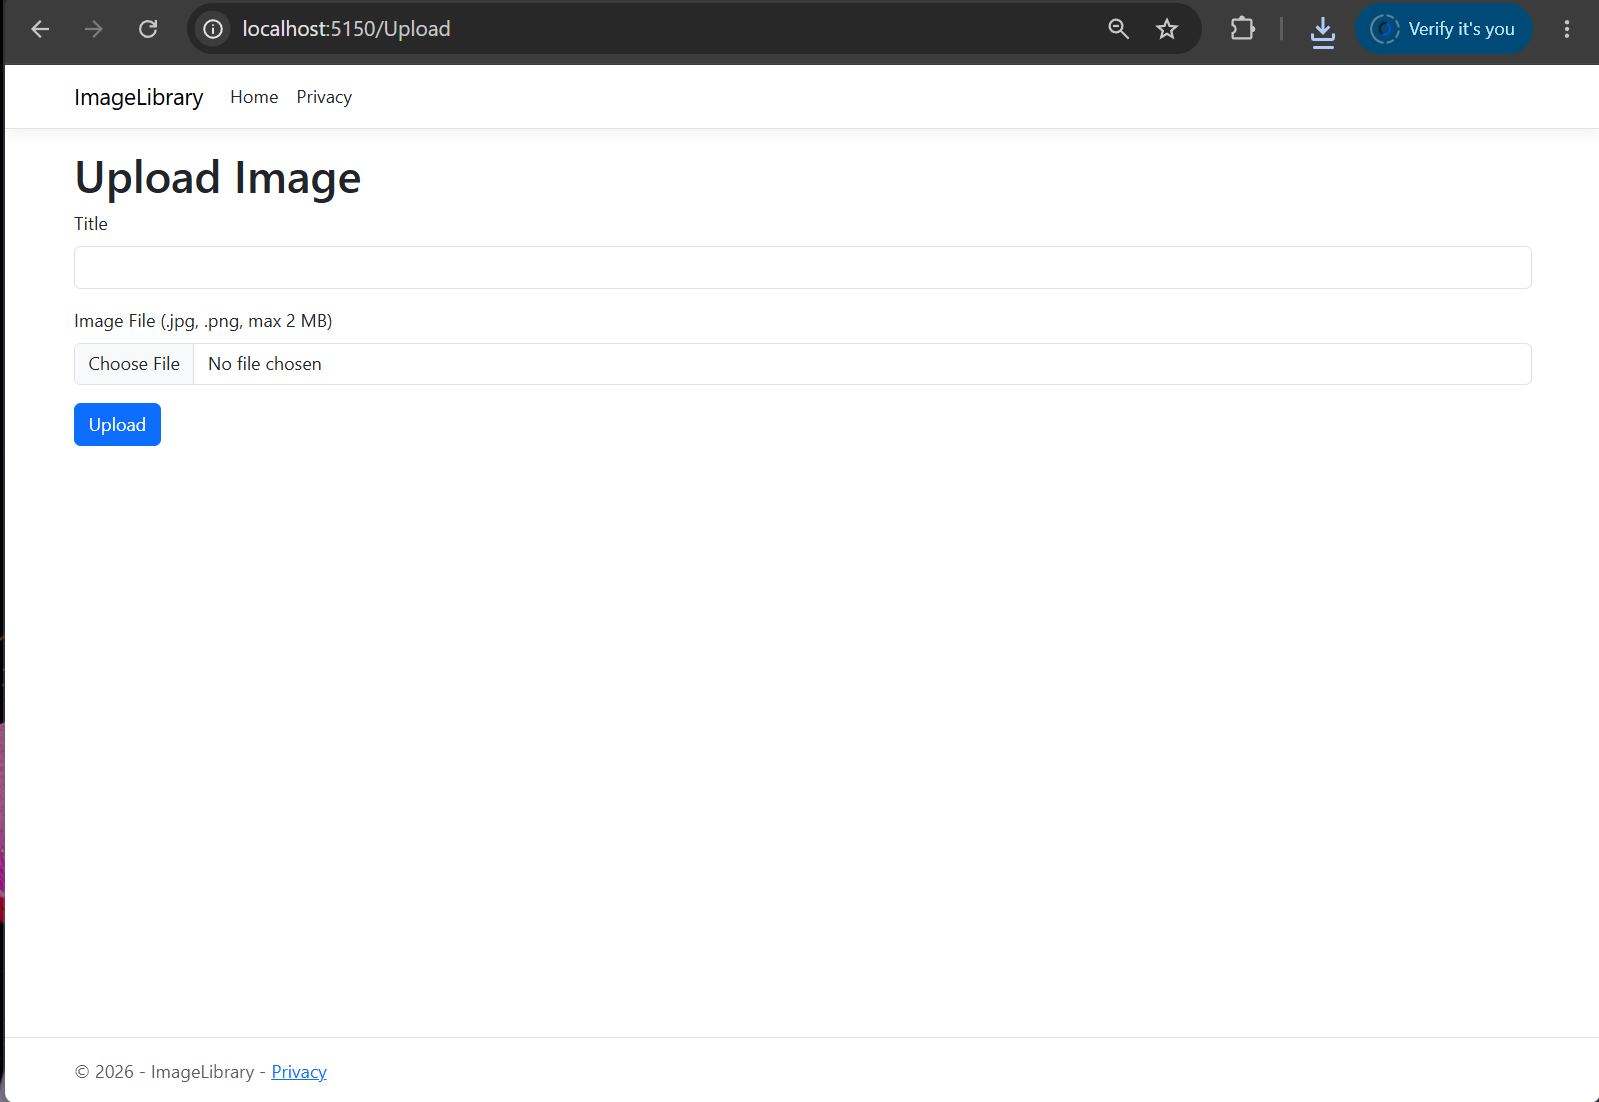 localhost:5150/Upload
Verify it's you
ImageLibrary Home Privacy
Upload Image
Title
Image File (.jpg, .png, max 2 MB)
Choose File No file chosen
Upload
© 2026 - ImageLibrary - Privacy